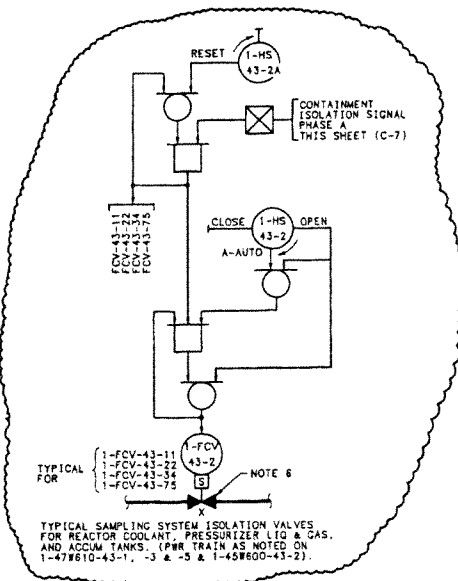 RESET
1-HS
43-2A
CONTAINMENT
ISOLATION SIGNAL
PHASE A
THIS SHEET (C-7)
FCV-43-11
FCV-43-22
FCV-43-34
FCV-43-75
CLOSE
1-HS
43-2
OPEN
A-AUTO
1-FCV
43-2
S
TYPICAL
FOR
1-FCV-43-11
1-FCV-43-22
1-FCV-43-34
1-FCV-43-75
NOTE 6
X
TYPICAL SAMPLING SYSTEM ISOLATION VALVES
FOR REACTOR COOLANT, PRESSURIZER LIQ & GAS,
AND ACCUM TANKS. (PWR TRAIN AS NOTED ON
1-47W610-43-1, -3 & -5 & 1-45W600-43-2).